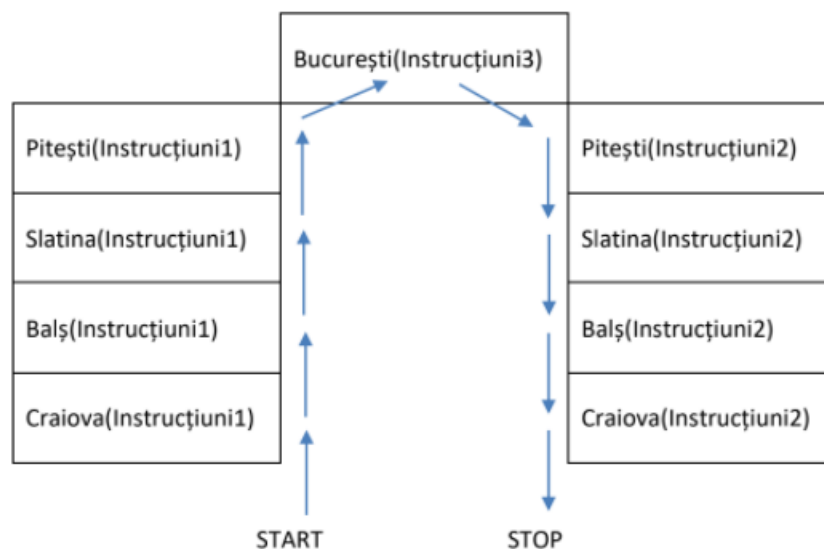 București(Instrucțiuni3)
Pitești(Instrucțiuni1)
Pitești(Instrucțiuni2)
Slatina(Instrucțiuni1)
Slatina(Instrucțiuni2)
Balș(Instrucțiuni1)
Balș(Instrucțiuni2)
Craiova(Instrucțiuni1)
Craiova(Instrucțiuni2)
START
STOP